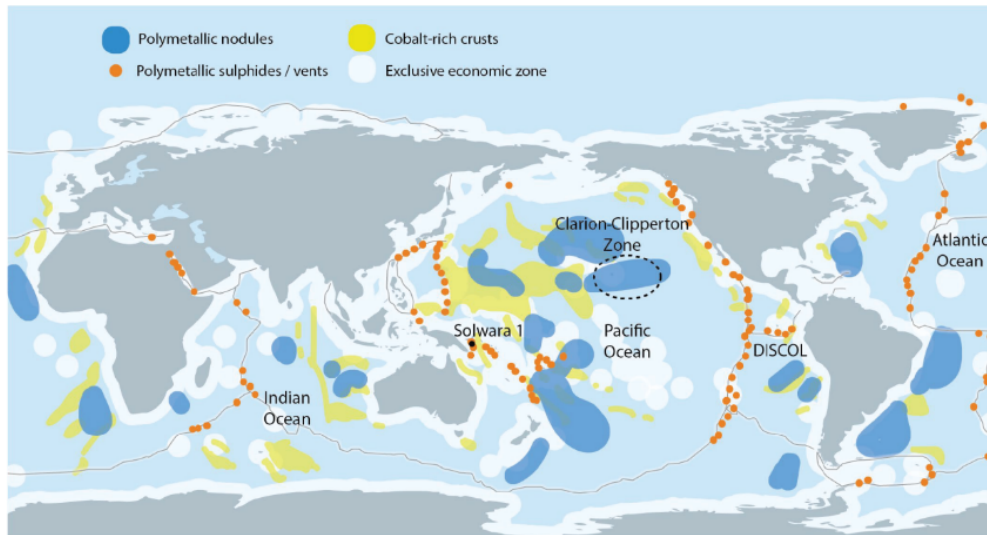 Polymetallic nodules
Cobalt-rich crusts
Polymetallic sulphides / vents
Exclusive economic zone
Clarion-Clipperton
Zone
Atlantic
Ocean
Solwara 1
Pacific
Ocean
DISCOL
Indian
Ocean